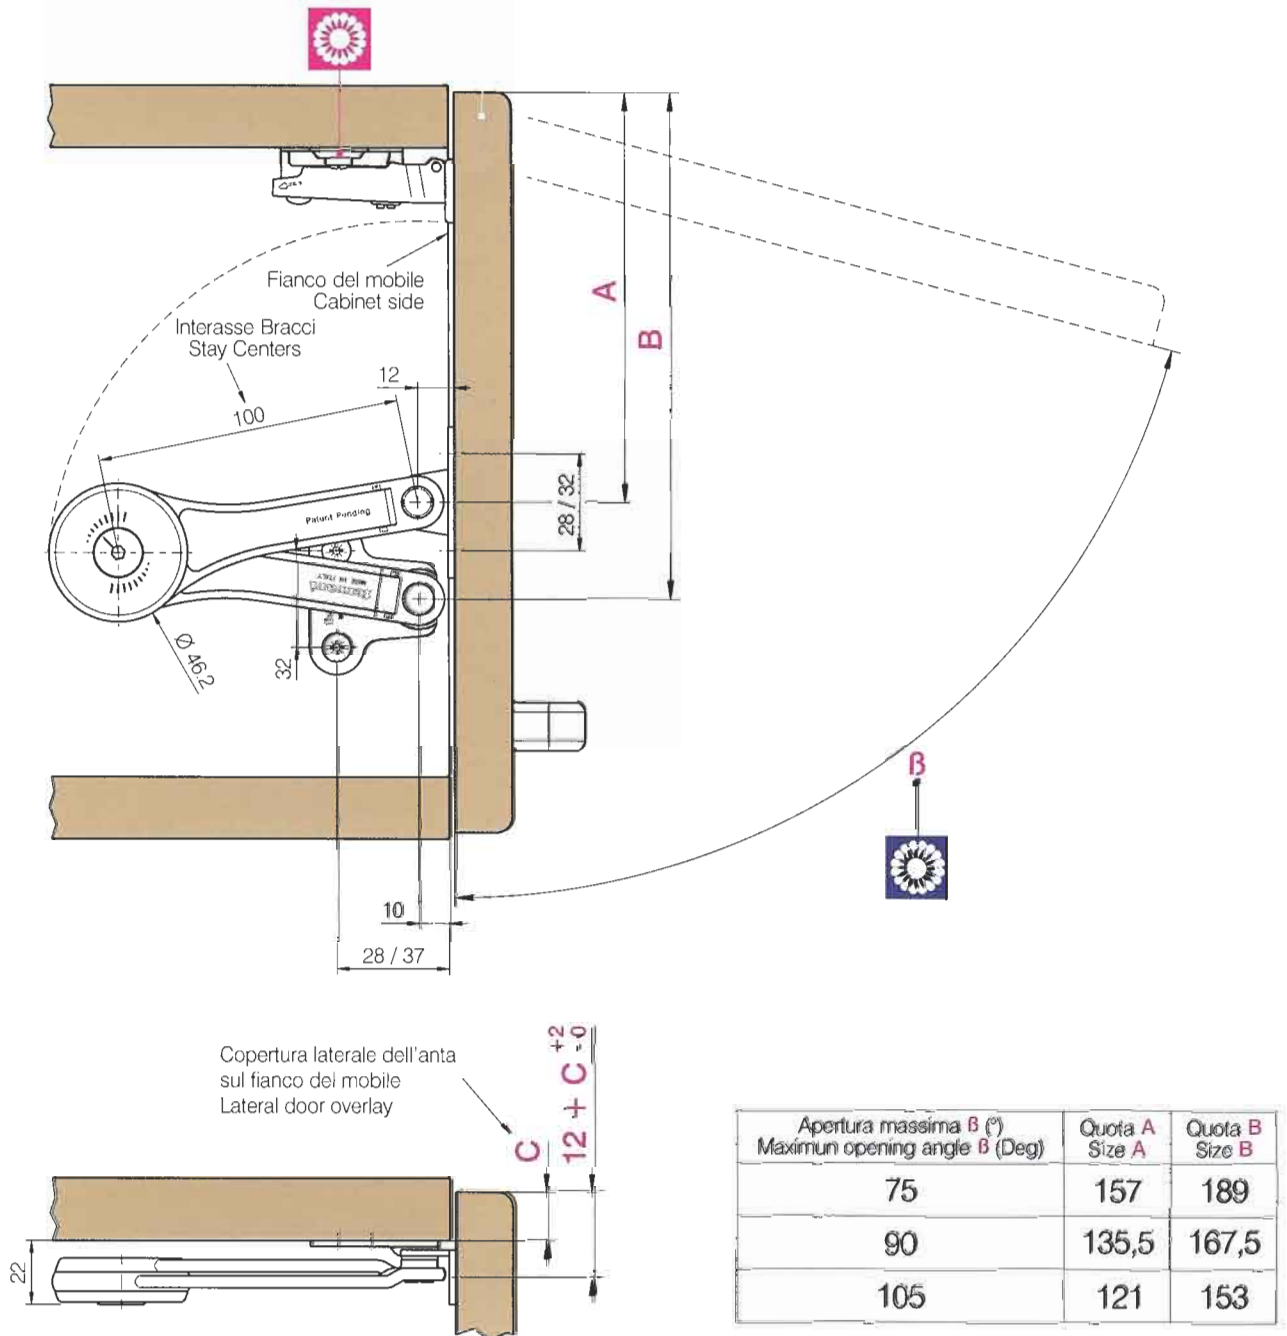 Fianco del mobile
Cabinet side
Interasse Bracci
Stay Centers
A
B
12
100
28 / 32
Patent Pending
MADE IN ITALY
Ø 46.2
32
ß
10
28 / 37
Copertura laterale dell'anta
sul fianco del mobile
Lateral door overlay
C
12 + C +2 -0
22
Apertura massima ß (°)
Maximun opening angle ß (Deg)
Quota A
Size A
Quota B
Size B
75 157 189
90 135,5 167,5
105 121 153